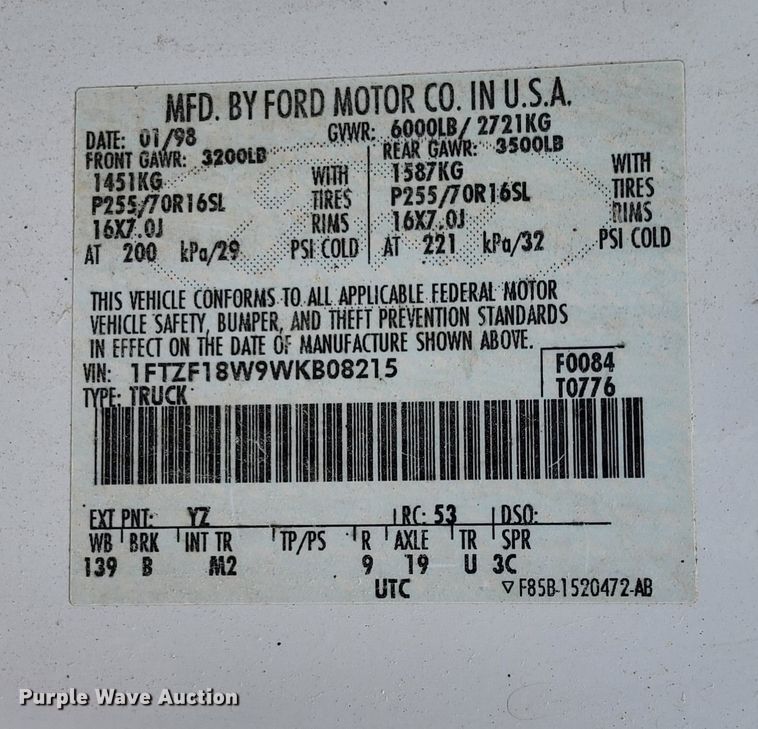 MFD. BY FORD MOTOR CO. IN U.S.A.
DATE: 01/98 GVWR: 6000LB/ 2721KG
FRONT GAWR: 3200LB REAR GAWR: 3500LB
1451KG WITH 1587KG WITH
P255/70R16SL TIRES P255/70R16SL TIRES
16X7.0J RIMS 16X7.0J RIMS
AT 200 kPa/29 PSI COLD AT 221 kPa/32 PSI COLD
THIS VEHICLE CONFORMS TO ALL APPLICABLE FEDERAL MOTOR
VEHICLE SAFETY, BUMPER, AND THEFT PREVENTION STANDARDS
IN EFFECT ON THE DATE OF MANUFACTURE SHOWN ABOVE.
VIN: 1FTZF18W9WKB08215 F0084
TYPE: TRUCK T0776
EXT PNT: YZ RC: 53 DSO:
WB BRK INT TR TP/PS R AXLE TR SPR
139 B M2 9 19 U 3C
UTC ▽ F85B-1520472-AB
Purple Wave Auction